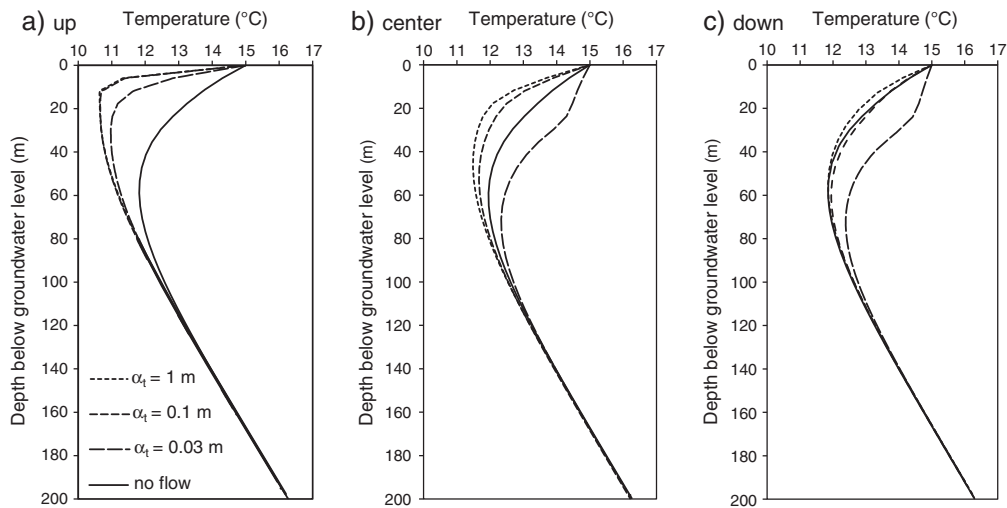 a) up
Temperature (°C)
10 11 12 13 14 15 16 17
0
20
40
60
80
100
120
140
160
180
200
Depth below groundwater level (m)
αt = 1 m
αt = 0.1 m
αt = 0.03 m
no flow
b) center
Temperature (°C)
10 11 12 13 14 15 16 17
0
20
40
60
80
100
120
140
160
180
200
Depth below groundwater level (m)
c) down
Temperature (°C)
10 11 12 13 14 15 16 17
0
20
40
60
80
100
120
140
160
180
200
Depth below groundwater level (m)